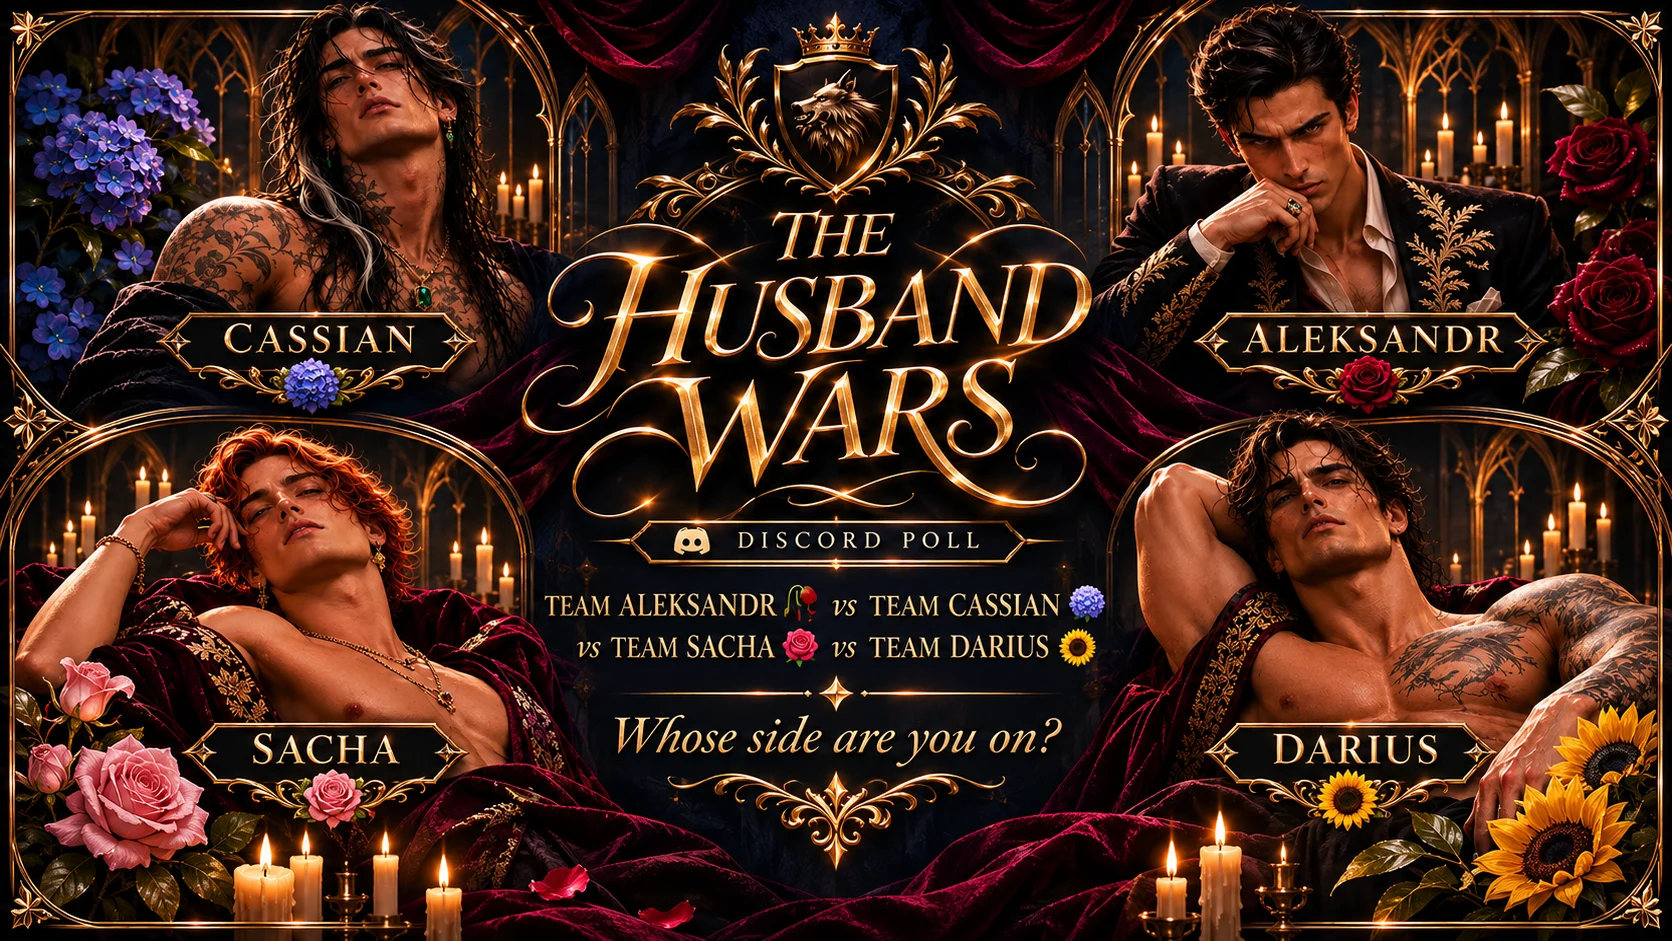 THE
HUSBAND
WARS
DISCORD POLL
TEAM ALEKSANDR 🥀 vs TEAM CASSIAN
vs TEAM SACHA 🌹 vs TEAM DARIUS 🌻
Whose side are you on?
CASSIAN
ALEKSANDR
SACHA
DARIUS